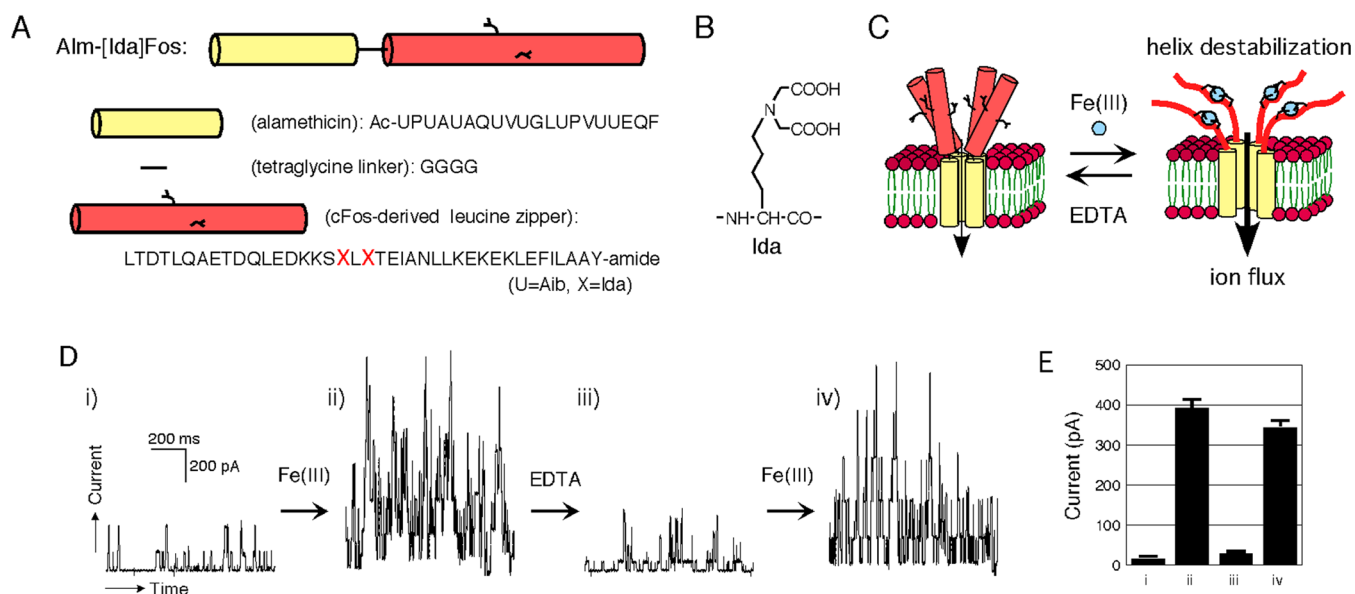 A
Alm-[Ida]Fos:
(alamethicin): Ac-UPUAUAQUVUGLUPVUUEQF
(tetraglycine linker): GGGG
(cFos-derived leucine zipper):
LTDTLQAETDQLEDKKSXLXTEIANLLKEKEKLEFILAAY-amide
(U=Aib, X=Ida)
B
COOH
N
COOH
-NH-CH-CO-
Ida
C
helix destabilization
Fe(III)
EDTA
ion flux
D
i)
200 ms
200 pA
Current
Time
Fe(III)
ii)
EDTA
iii)
Fe(III)
iv)
E
Current (pA)
500
400
300
200
100
0
i ii iii iv